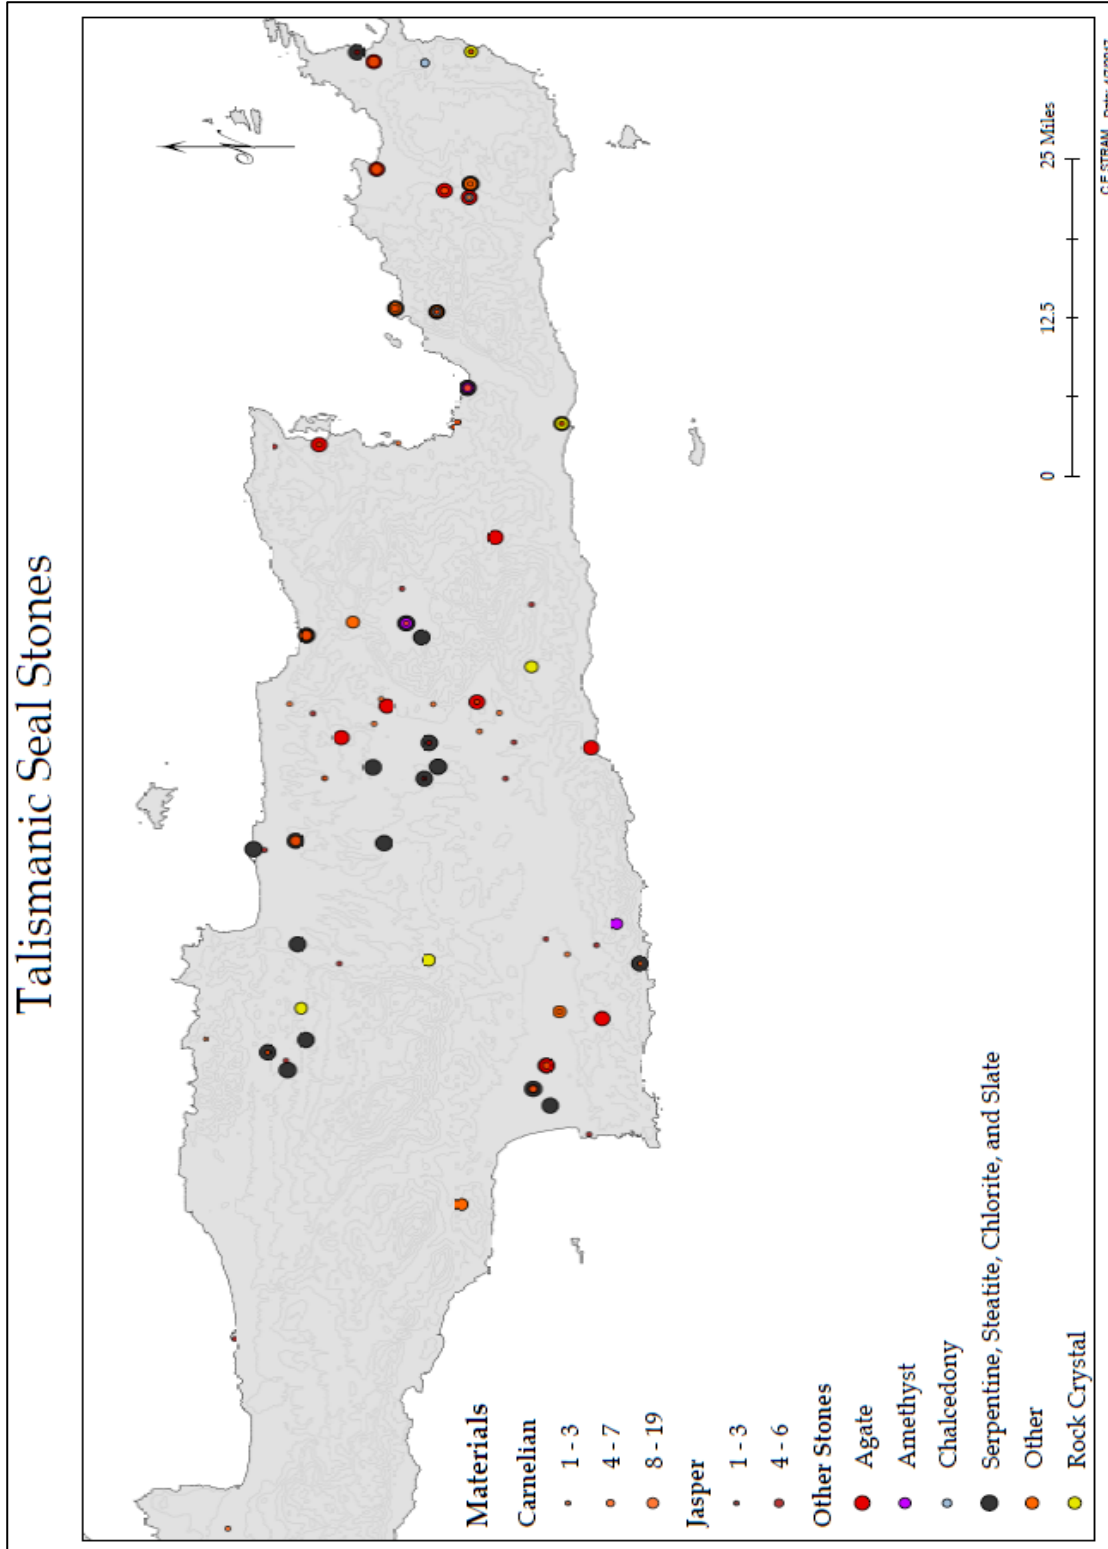 Talismanic Seal Stones
N
Materials
Carnelian
1 - 3
4 - 7
8 - 19
Jasper
1 - 3
4 - 6
Other Stones
Agate
Amethyst
Chalcedony
Serpentine, Steatite, Chlorite, and Slate
Other
Rock Crystal
0 12.5 25 Miles
C.F.STRAM